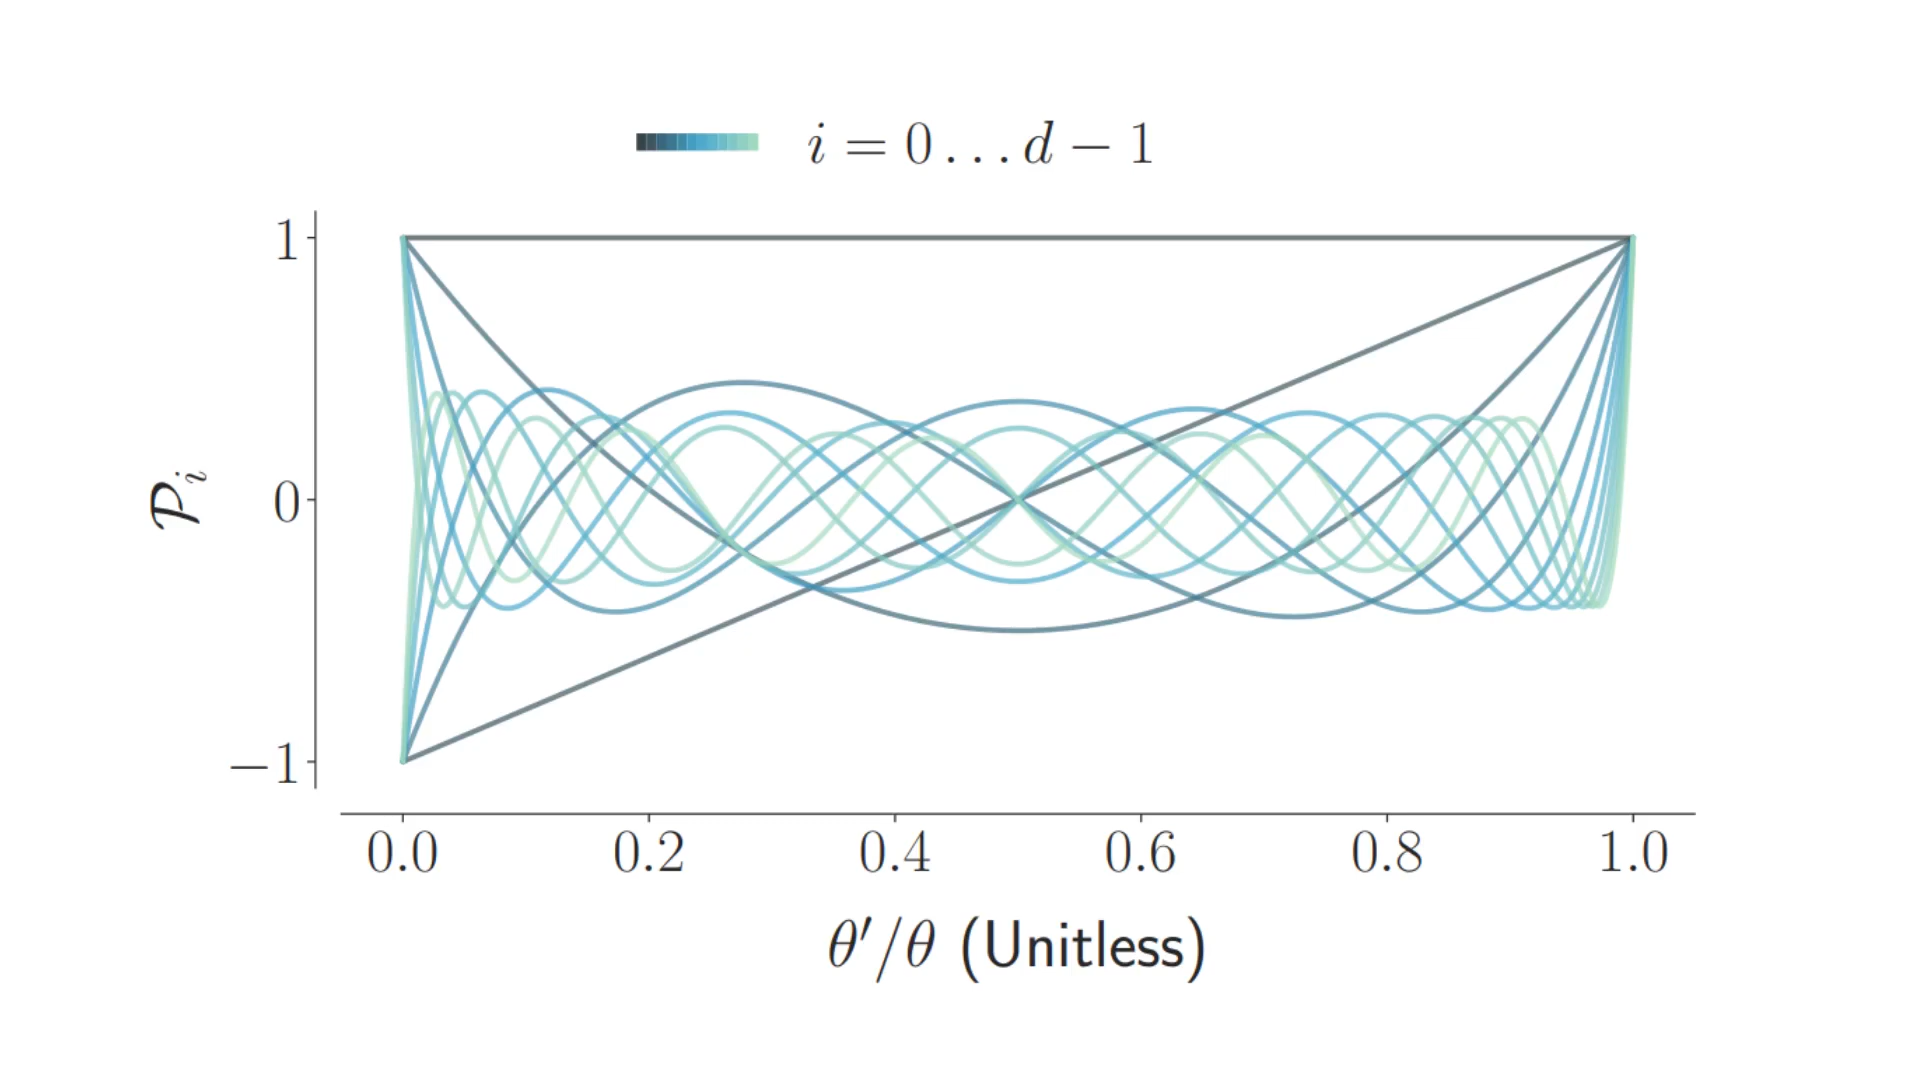 i = 0 … d − 1
1
0
−1
𝒫ᵢ
0.0 0.2 0.4 0.6 0.8 1.0
θ′/θ (Unitless)